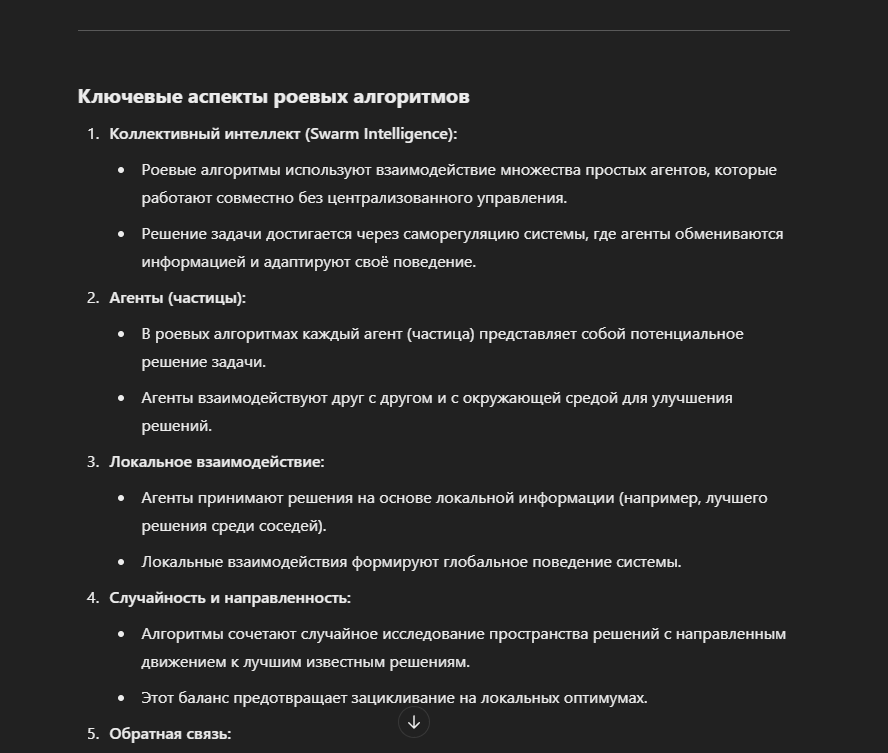 Ключевые аспекты роевых алгоритмов
1. Коллективный интеллект (Swarm Intelligence):
• Роевые алгоритмы используют взаимодействие множества простых агентов, которые
работают совместно без централизованного управления.
• Решение задачи достигается через саморегуляцию системы, где агенты обмениваются
информацией и адаптируют своё поведение.
2. Агенты (частицы):
• В роевых алгоритмах каждый агент (частица) представляет собой потенциальное
решение задачи.
• Агенты взаимодействуют друг с другом и с окружающей средой для улучшения
решений.
3. Локальное взаимодействие:
• Агенты принимают решения на основе локальной информации (например, лучшего
решения среди соседей).
• Локальные взаимодействия формируют глобальное поведение системы.
4. Случайность и направленность:
• Алгоритмы сочетают случайное исследование пространства решений с направленным
движением к лучшим известным решениям.
• Этот баланс предотвращает зацикливание на локальных оптимумах.
5. Обратная связь: